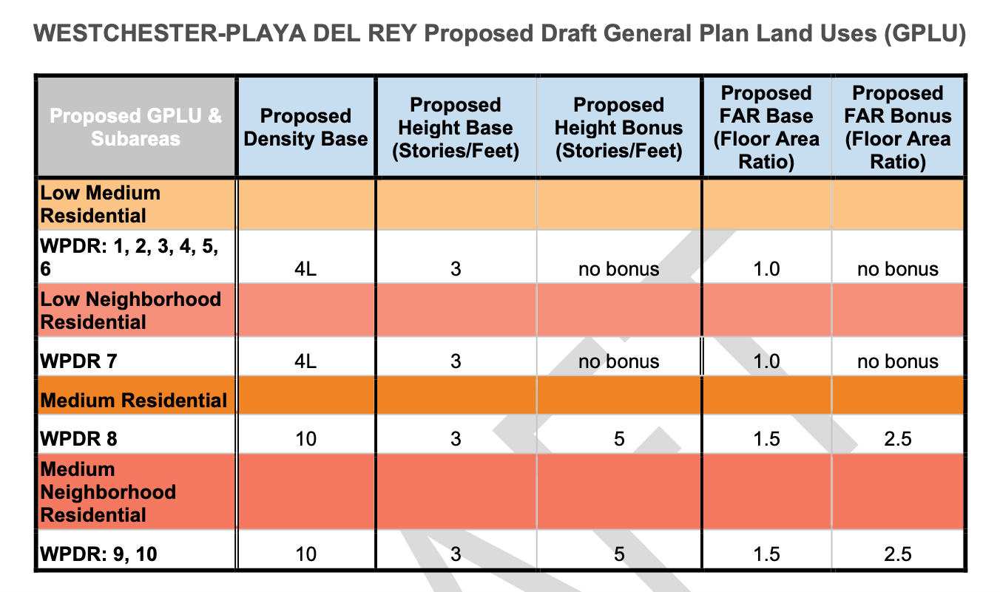 WESTCHESTER-PLAYA DEL REY Proposed Draft General Plan Land Uses (GPLU)
Proposed GPLU &
Subareas
Proposed
Density Base
Proposed
Height Base
(Stories/Feet)
Proposed
Height Bonus
(Stories/Feet)
Proposed
FAR Base
(Floor Area
Ratio)
Proposed
FAR Bonus
(Floor Area
Ratio)
Low Medium
Residential
WPDR: 1, 2, 3, 4, 5,
6
4L
3
no bonus
1.0
no bonus
Low Neighborhood
Residential
WPDR 7
4L
3
no bonus
1.0
no bonus
Medium Residential
WPDR 8
10
3
5
1.5
2.5
Medium
Neighborhood
Residential
WPDR: 9, 10
10
3
5
1.5
2.5